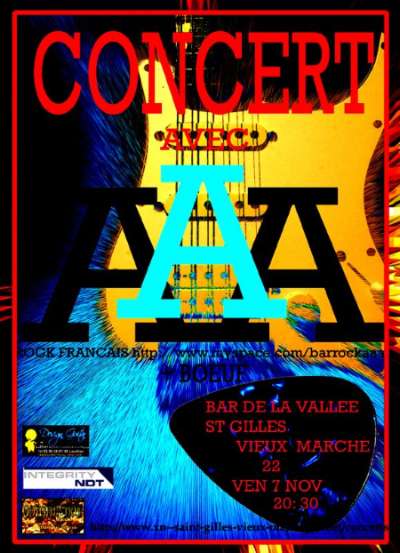 CONCERT
AVEC
AAA
ROCK FRANCAIS http://www.myspace.com/barrockaaa
+ BOEUF
BAR DE LA VALLEE
ST GILLES
VIEUX MARCHE
22
VEN 7 NOV
20:30
Design
INTEGRITY
NDT